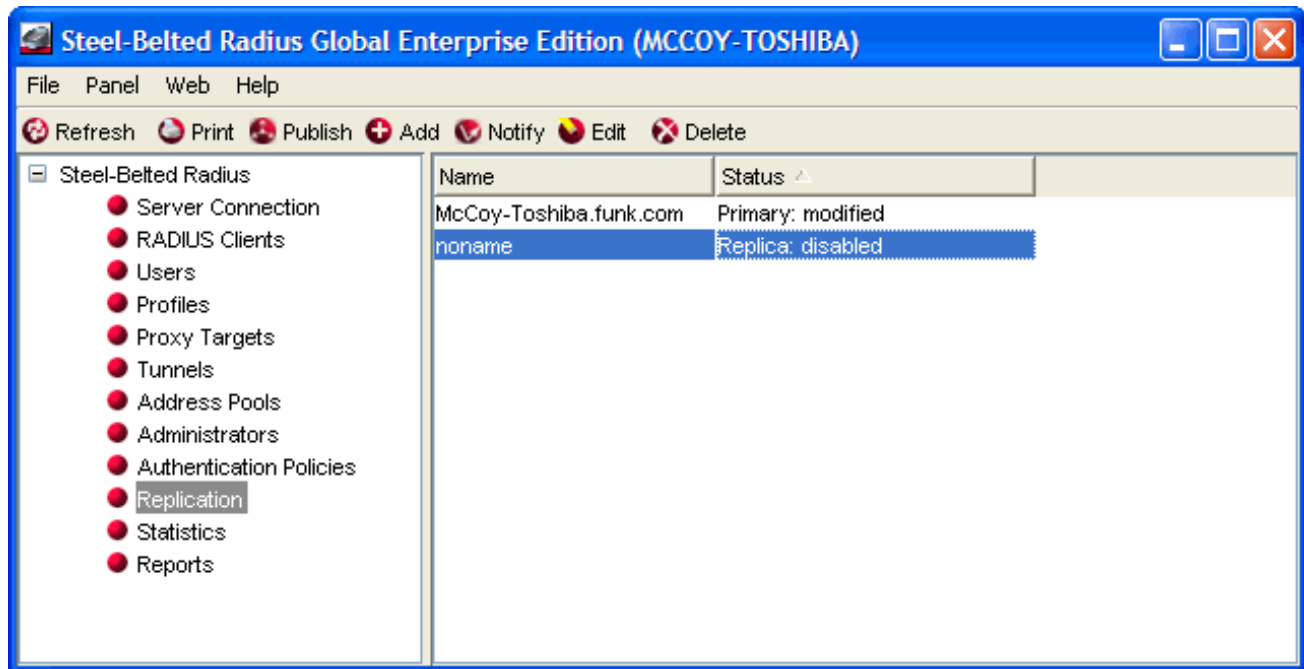 Steel-Belted Radius Global Enterprise Edition (MCCOY-TOSHIBA)
File Panel Web Help
Refresh Print Publish Add Notify Edit Delete
Steel-Belted Radius
Server Connection
RADIUS Clients
Users
Profiles
Proxy Targets
Tunnels
Address Pools
Administrators
Authentication Policies
Replication
Statistics
Reports
Name Status
McCoy-Toshiba.funk.com Primary: modified
noname Replica: disabled